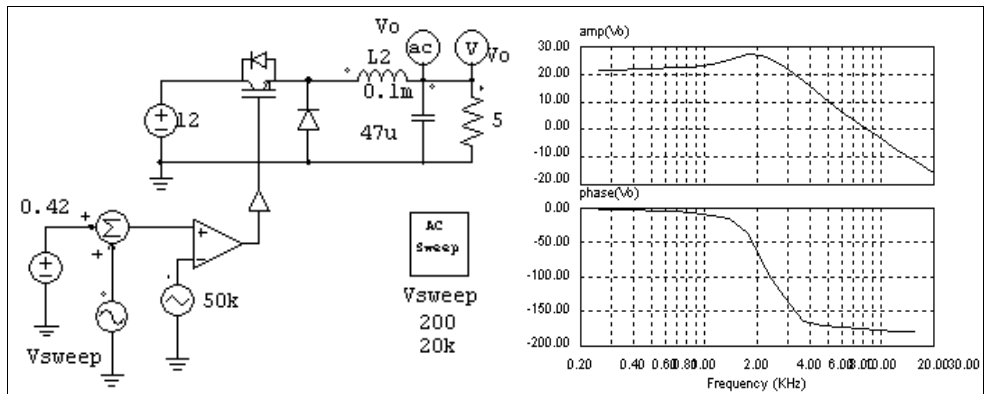 Vo
ac
V
Vo
L2
0.1m
12
47u
5
0.42
+
Σ
+
+
−
50k
Vsweep
AC
Sweep
Vsweep
200
20k
amp(Vo)
30.00
20.00
10.00
0.00
-10.00
-20.00
phase(Vo)
0.00
-50.00
-100.00
-150.00
-200.00
0.20 0.40 0.60 0.80 1.00 2.00 4.00 6.00 8.00 10.00 20.00 30.00
Frequency (KHz)